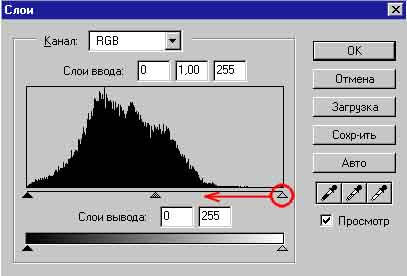 Слои
Канал: RGB
Слои ввода: 0 1,00 255
Слои вывода: 0 255
OK
Отмена
Загрузка
Сохр-ить
Авто
Просмотр